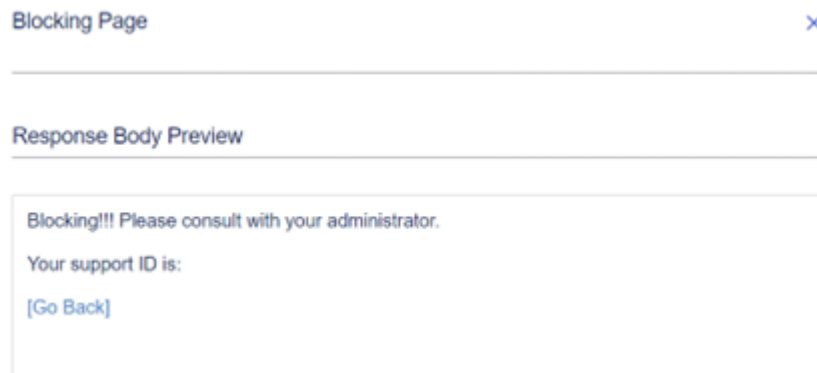 Blocking Page
Response Body Preview
Blocking!!! Please consult with your administrator.
Your support ID is:
[Go Back]